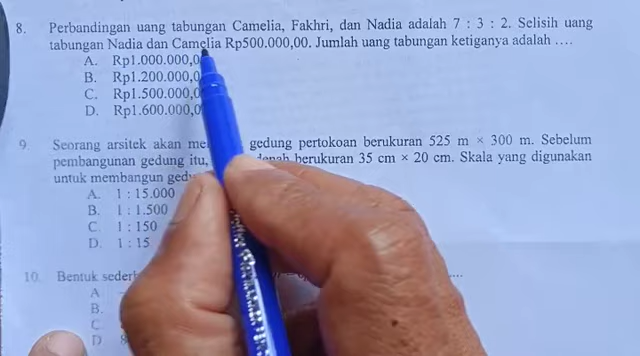 8. Perbandingan uang tabungan Camelia, Fakhri, dan Nadia adalah 7 : 3 : 2. Selisih uang
tabungan Nadia dan Camelia Rp500.000,00. Jumlah uang tabungan ketiganya adalah ....
A. Rp1.000.000,0
B. Rp1.200.000,0
C. Rp1.500.000,0
D. Rp1.600.000,0
9. Seorang arsitek akan gedung pertokoan berukuran 525 m × 300 m. Sebelum
pembangunan gedung itu, berukuran 35 cm × 20 cm. Skala yang digunakan
untuk membangun
A. 1 : 15.000
B. 1 : 1.500
C. 1 : 150
D. 1 : 15
10. Bentuk
A
B.
C
D